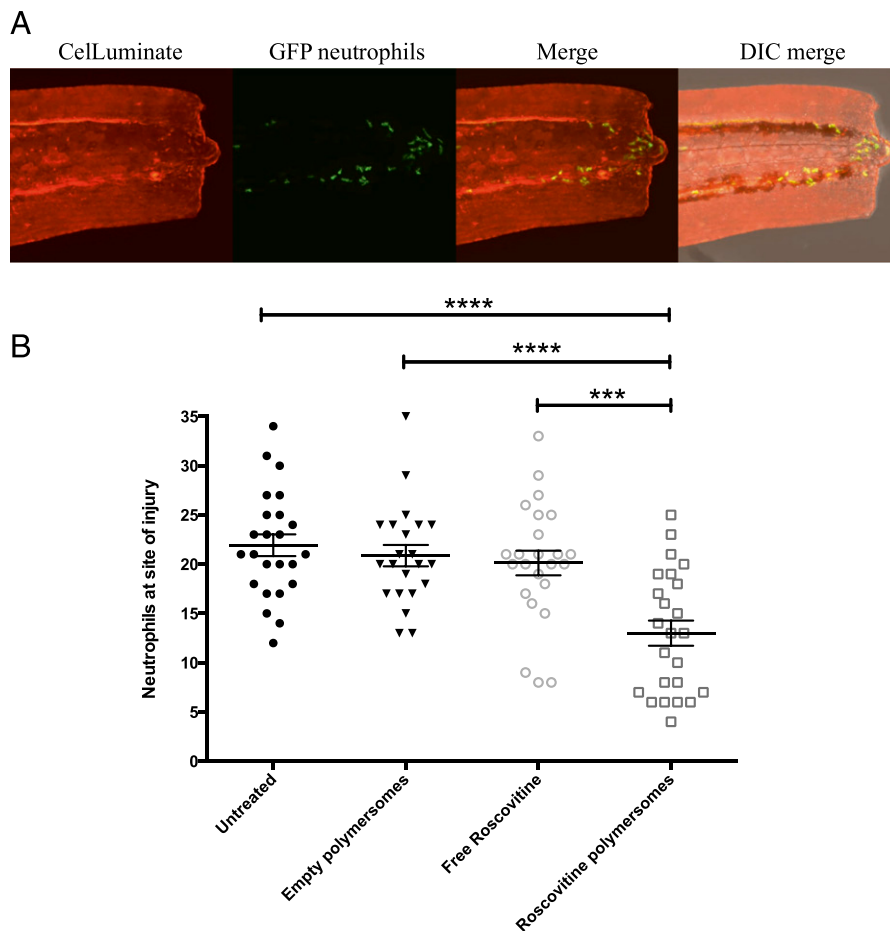 A
CelLuminate GFP neutrophils Merge DIC merge
****
B
****
***
35
30
25
20
15
10
5
0
Neutrophils at site of injury
Untreated
Empty polymersomes
Free Roscovitine
Roscovitine polymersomes